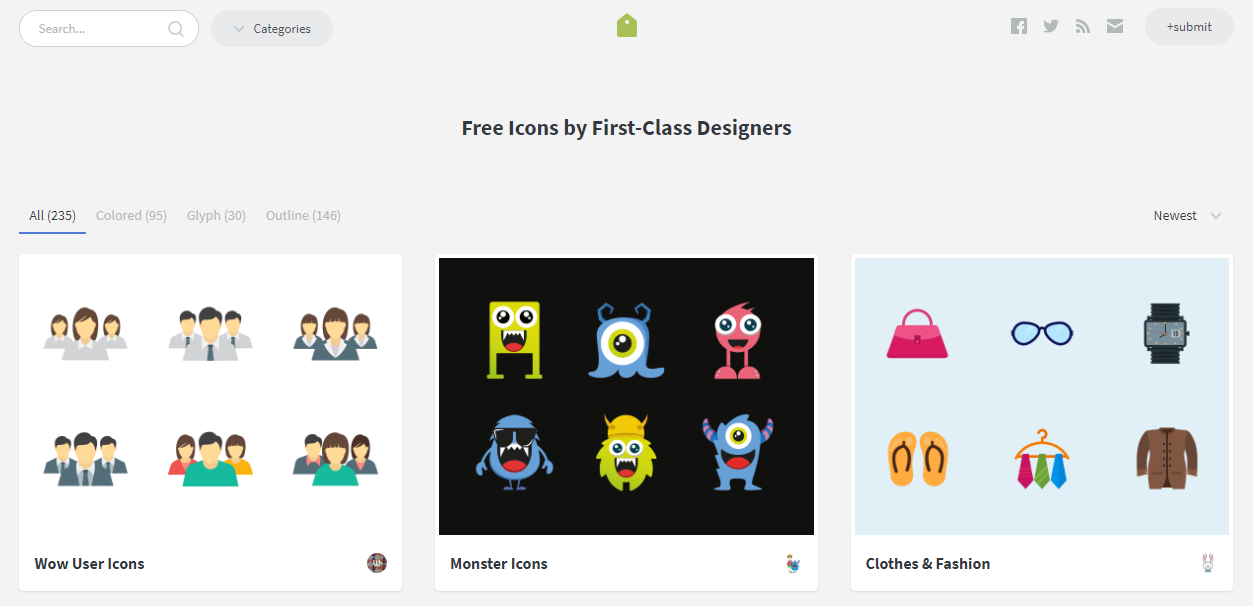 Search...
Categories
+submit
Free Icons by First-Class Designers
All (235)
Colored (95)
Glyph (30)
Outline (146)
Newest
Wow User Icons
Monster Icons
Clothes & Fashion